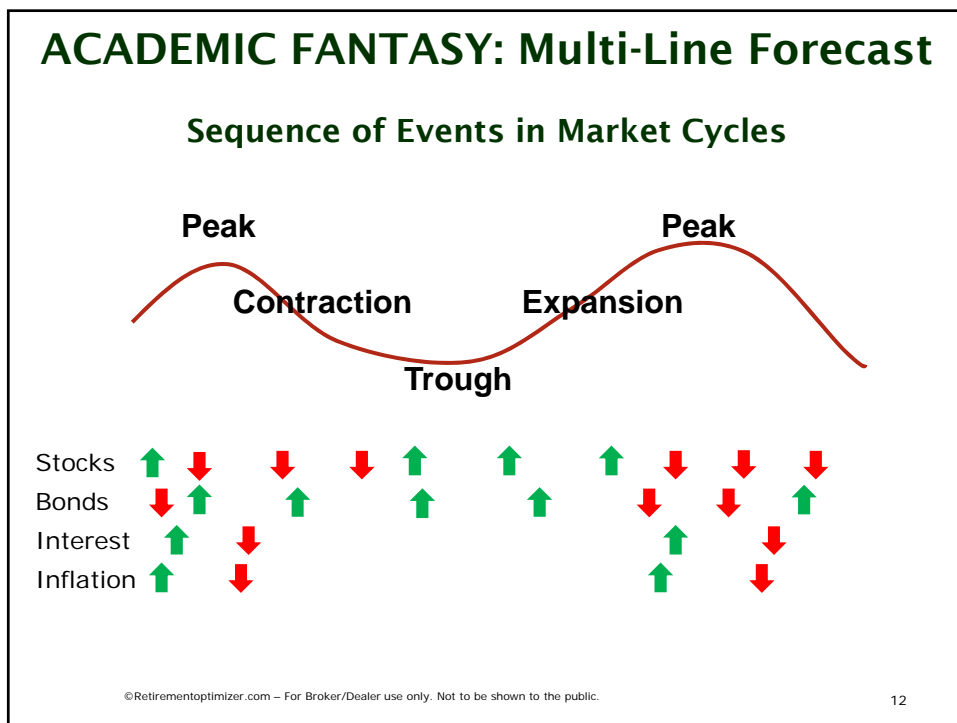 ACADEMIC FANTASY: Multi-Line Forecast
Sequence of Events in Market Cycles
Peak
Peak
Contraction
Expansion
Trough
Stocks
Bonds
Interest
Inflation
©Retirementoptimizer.com – For Broker/Dealer use only. Not to be shown to the public.
12